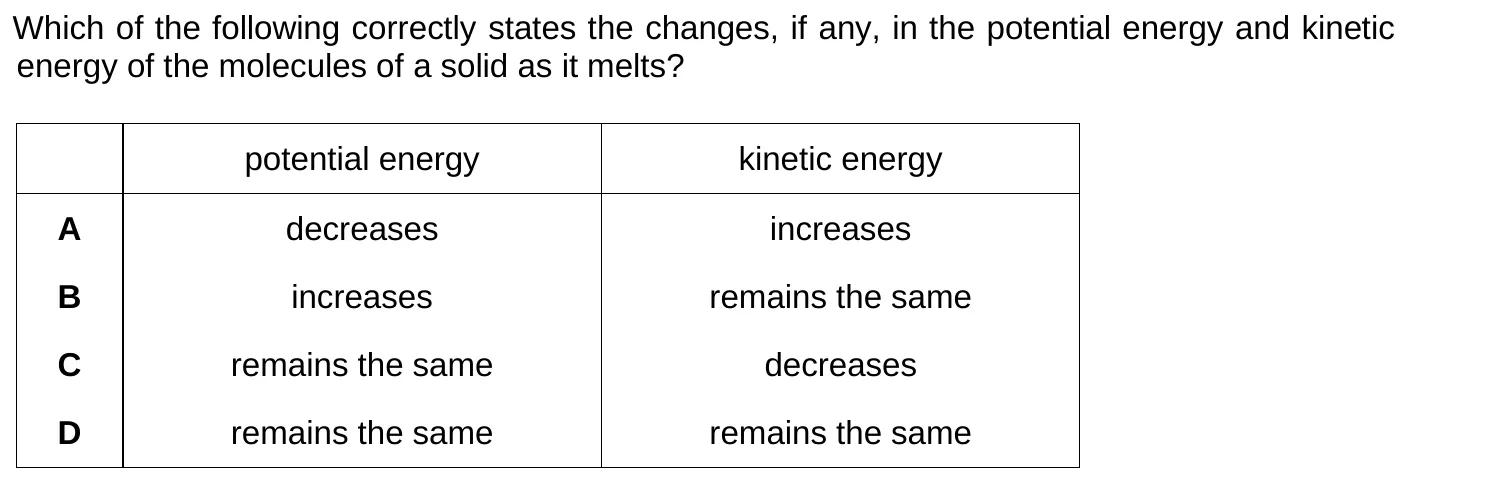 Which of the following correctly states the changes, if any, in the potential energy and kinetic
energy of the molecules of a solid as it melts?
potential energy kinetic energy
A decreases increases
B increases remains the same
C remains the same decreases
D remains the same remains the same